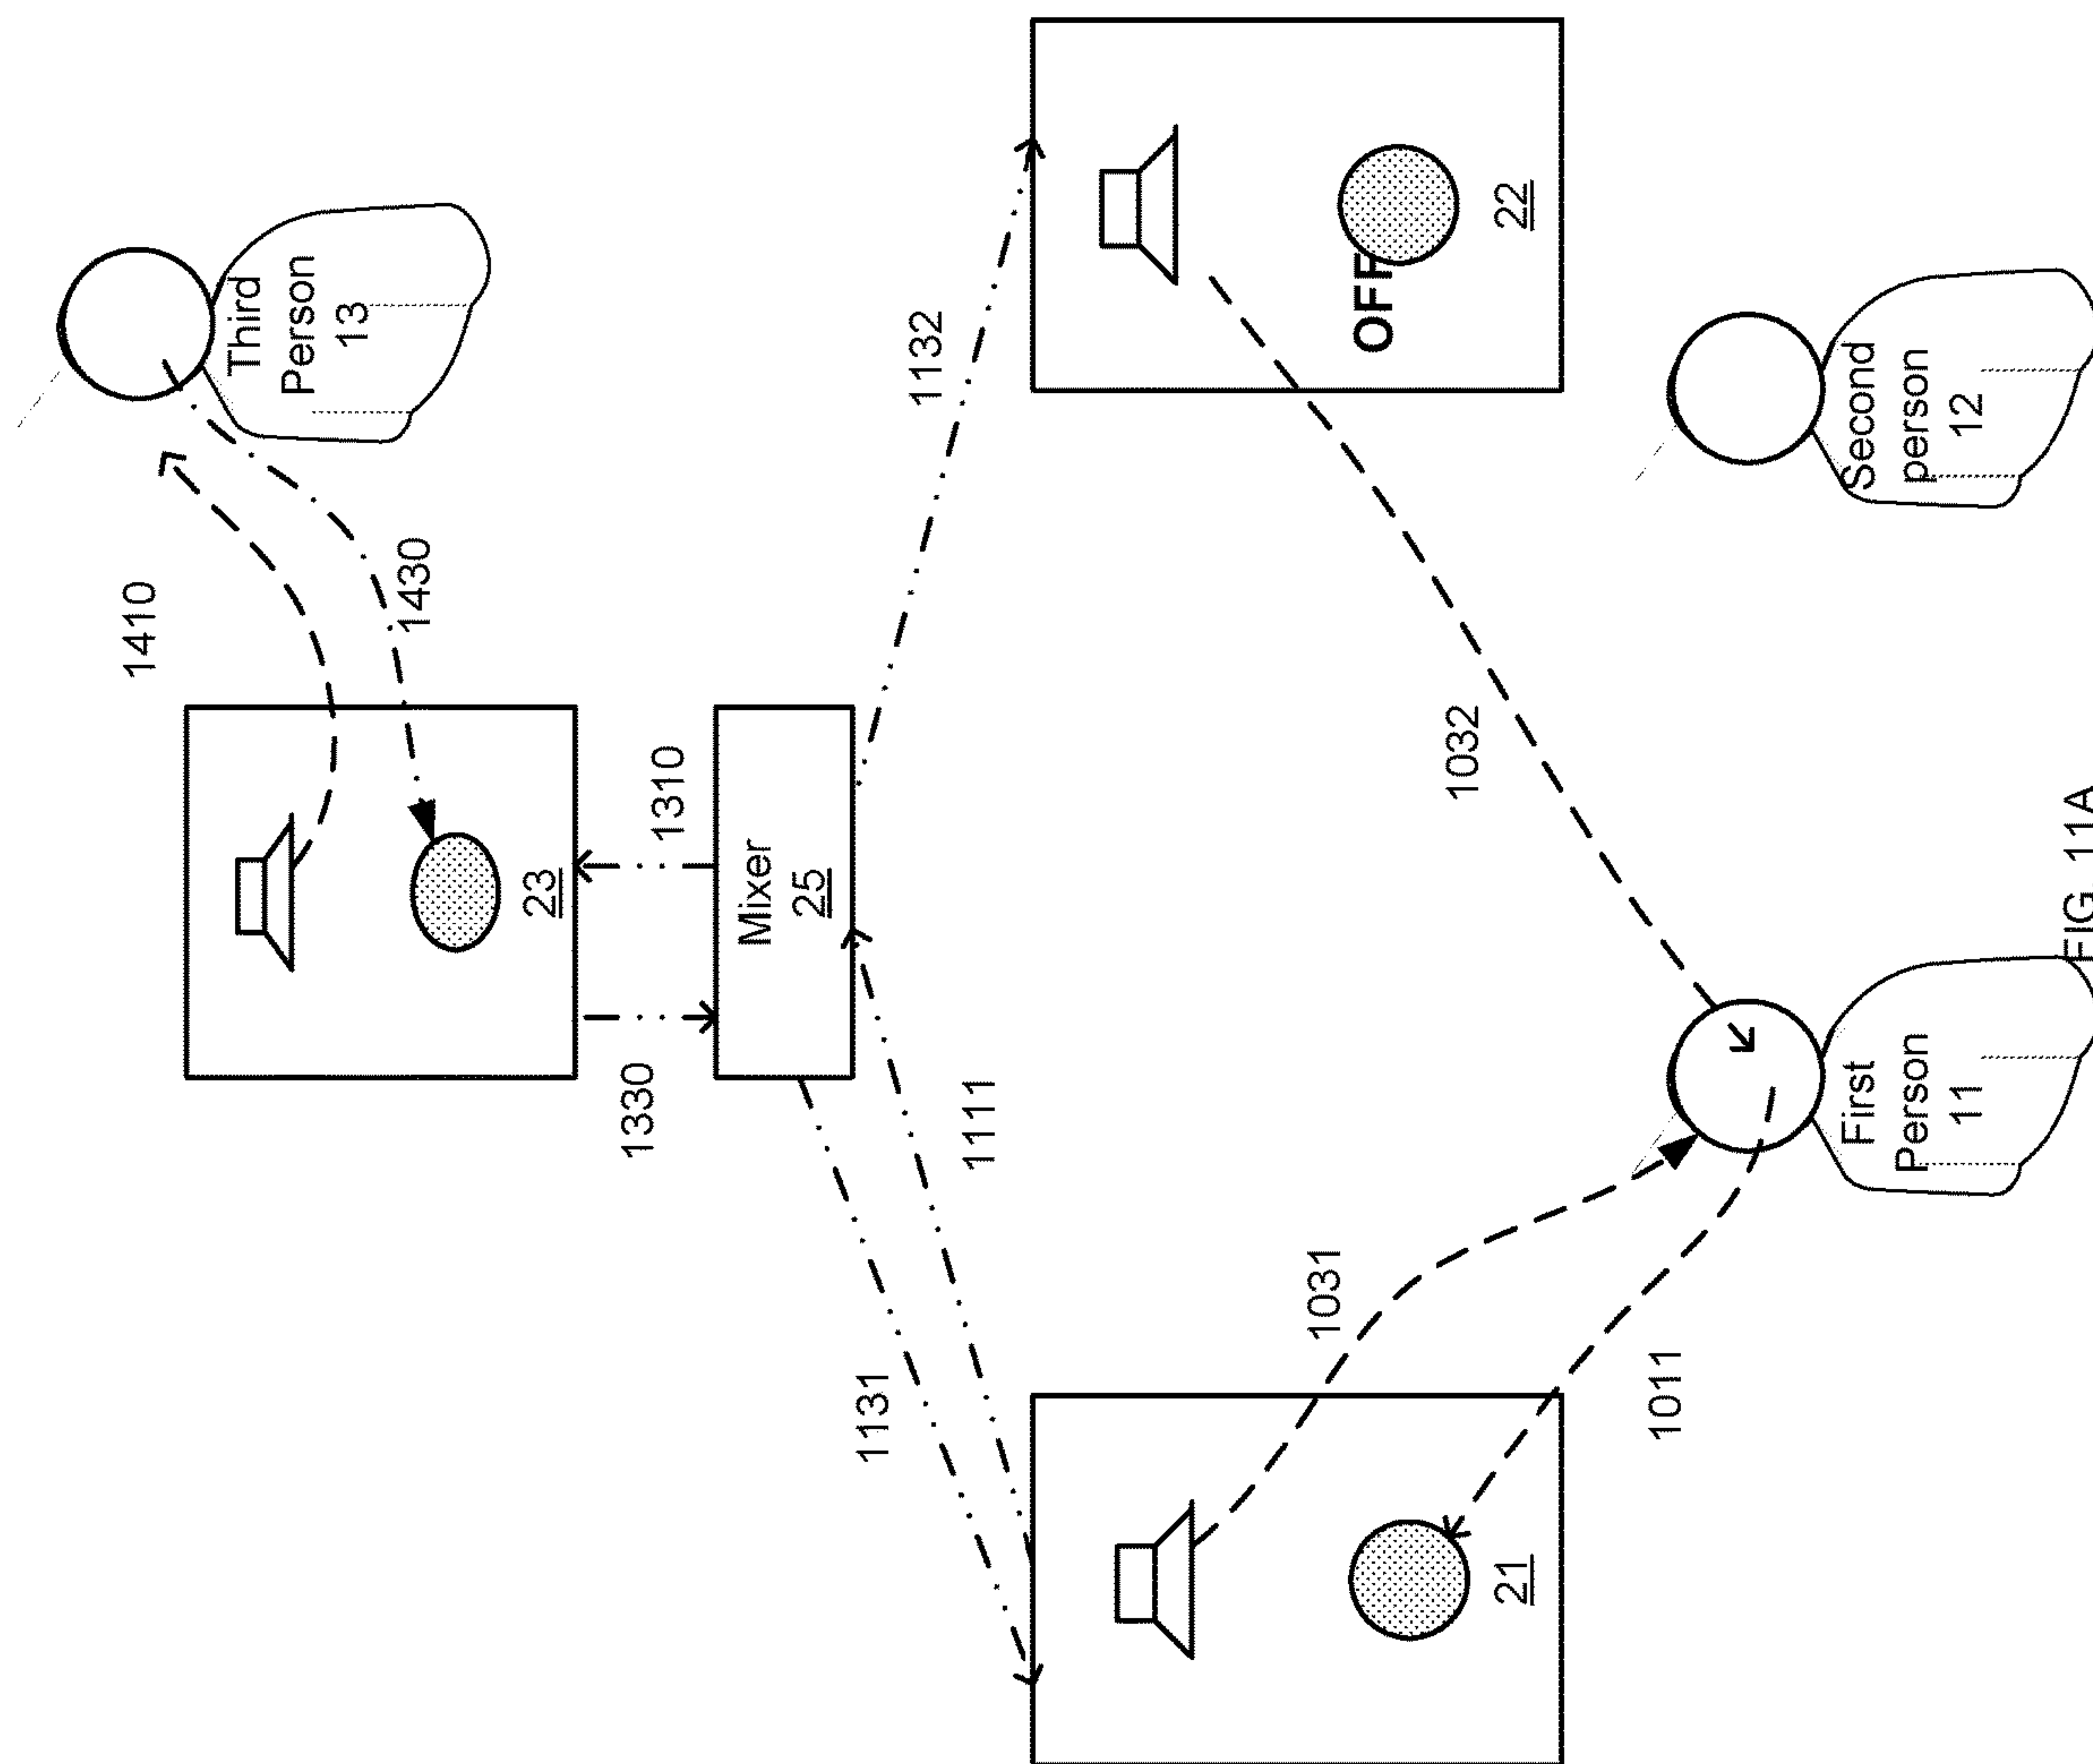 Third
Person
13
1410
1430
23
1330
1310
Mixer
25
1132
1131
1111
OFF
22
21
1031
1032
1011
First
Person
11
Second
person
12
FIG. 11A